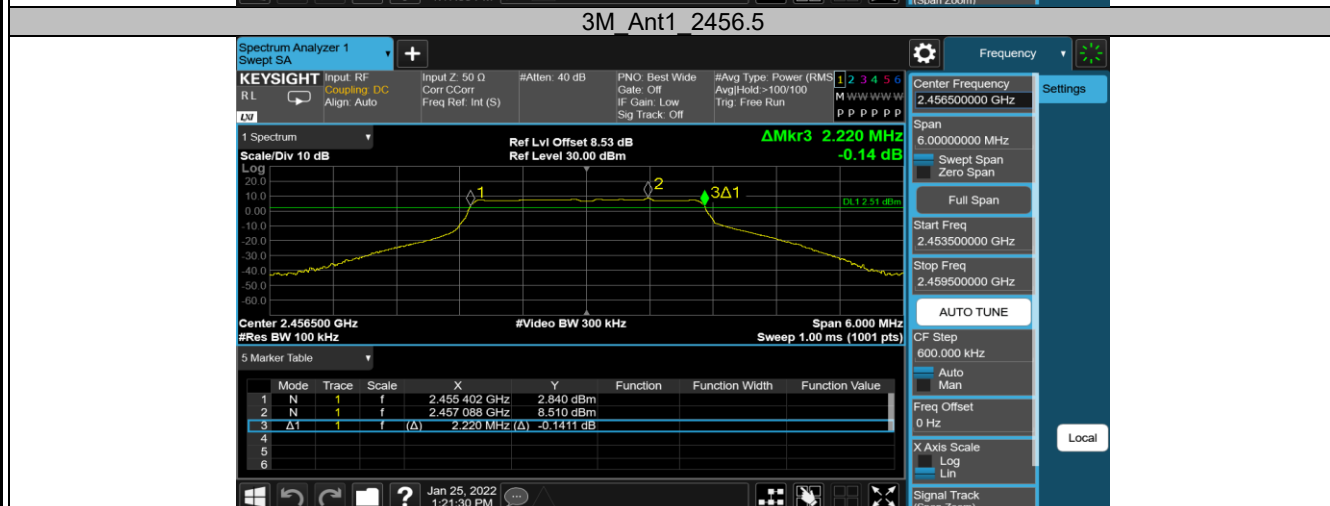 3M_Ant1_2456.5
Spectrum Analyzer 1
Swept SA
+
Frequency
KEYSIGHT
RL
LXI
Input: RF
Coupling: DC
Align: Auto
Input Z: 50 Ω
Corr CCorr
Freq Ref: Int (S)
#Atten: 40 dB
PNO: Best Wide
Gate: Off
IF Gain: Low
Sig Track: Off
#Avg Type: Power (RMS
Avg|Hold:>100/100
Trig: Free Run
1 2 3 4 5 6
M W W W W W
P P P P P P
Center Frequency
2.456500000 GHz
Settings
1 Spectrum
Scale/Div 10 dB
Ref Lvl Offset 8.53 dB
Ref Level 30.00 dBm
ΔMkr3 2.220 MHz
-0.14 dB
Log
20.0
10.0
0.00
-10.0
-20.0
-30.0
-40.0
-50.0
-60.0
1
2
3Δ1
DL1 2.51 dBm
Center 2.456500 GHz
#Res BW 100 kHz
#Video BW 300 kHz
Span 6.000 MHz
Sweep 1.00 ms (1001 pts)
Span
6.00000000 MHz
Swept Span
Zero Span
Full Span
Start Freq
2.453500000 GHz
Stop Freq
2.459500000 GHz
AUTO TUNE
CF Step
600.000 kHz
Auto
Man
Freq Offset
0 Hz
X Axis Scale
Log
Lin
Signal Track
(Span Zoom)
Local
5 Marker Table
Mode Trace Scale X Y Function Function Width Function Value
1 N 1 f 2.455 402 GHz 2.840 dBm
2 N 1 f 2.457 088 GHz 8.510 dBm
3 Δ1 1 f (Δ) 2.220 MHz (Δ) -0.1411 dB
4
5
6
?
Jan 25, 2022
1:21:30 PM